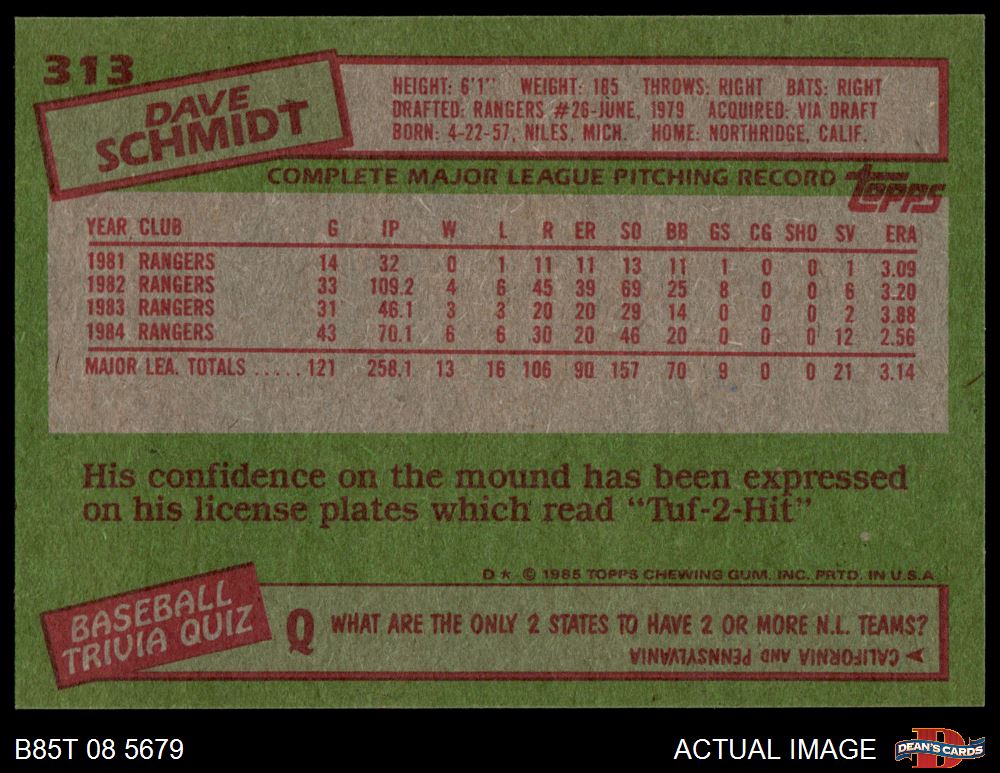 313
DAVE
SCHMIDT
HEIGHT: 6'1" WEIGHT: 185 THROWS: RIGHT BATS: RIGHT
DRAFTED: RANGERS #26-JUNE, 1979 ACQUIRED: VIA DRAFT
BORN: 4-22-57, NILES, MICH. HOME: NORTHRIDGE, CALIF.
COMPLETE MAJOR LEAGUE PITCHING RECORD
topps
YEAR CLUB G IP W L R ER SO BB GS CG SHO SV ERA
1981 RANGERS 14 32 0 1 11 11 13 11 1 0 0 1 3.09
1982 RANGERS 33 109.2 4 6 45 39 69 25 8 0 0 6 3.20
1983 RANGERS 31 46.1 3 3 20 20 29 14 0 0 0 2 3.88
1984 RANGERS 43 70.1 6 6 30 20 46 20 0 0 0 12 2.56
MAJOR LEA. TOTALS ..... 121 258.1 13 16 106 90 157 70 9 0 0 21 3.14
His confidence on the mound has been expressed
on his license plates which read "Tuf-2-Hit"
D* © 1985 TOPPS CHEWING GUM, INC. PRTD. IN U.S.A.
BASEBALL
TRIVIA QUIZ
Q WHAT ARE THE ONLY 2 STATES TO HAVE 2 OR MORE N.L. TEAMS?
A CALIFORNIA AND PENNSYLVANIA
B85T 08 5679
ACTUAL IMAGE
DEAN'S CARDS